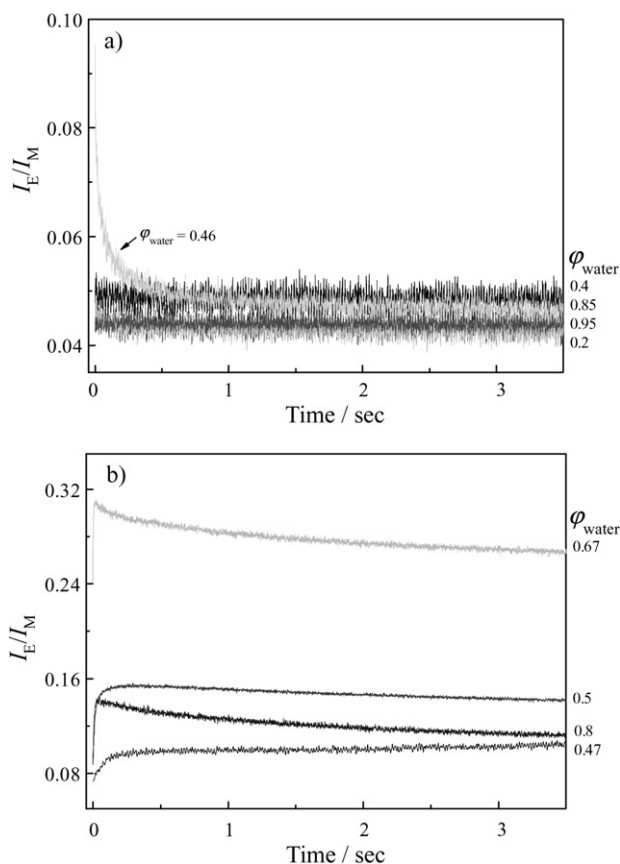 a)
0.10
0.08
0.06
0.04
I_E/I_M
φ_water = 0.46
φ_water
0.4
0.85
0.95
0.2
0 1 2 3
Time / sec
b)
0.32
0.24
0.16
0.08
I_E/I_M
φ_water
0.67
0.5
0.8
0.47
0 1 2 3
Time / sec